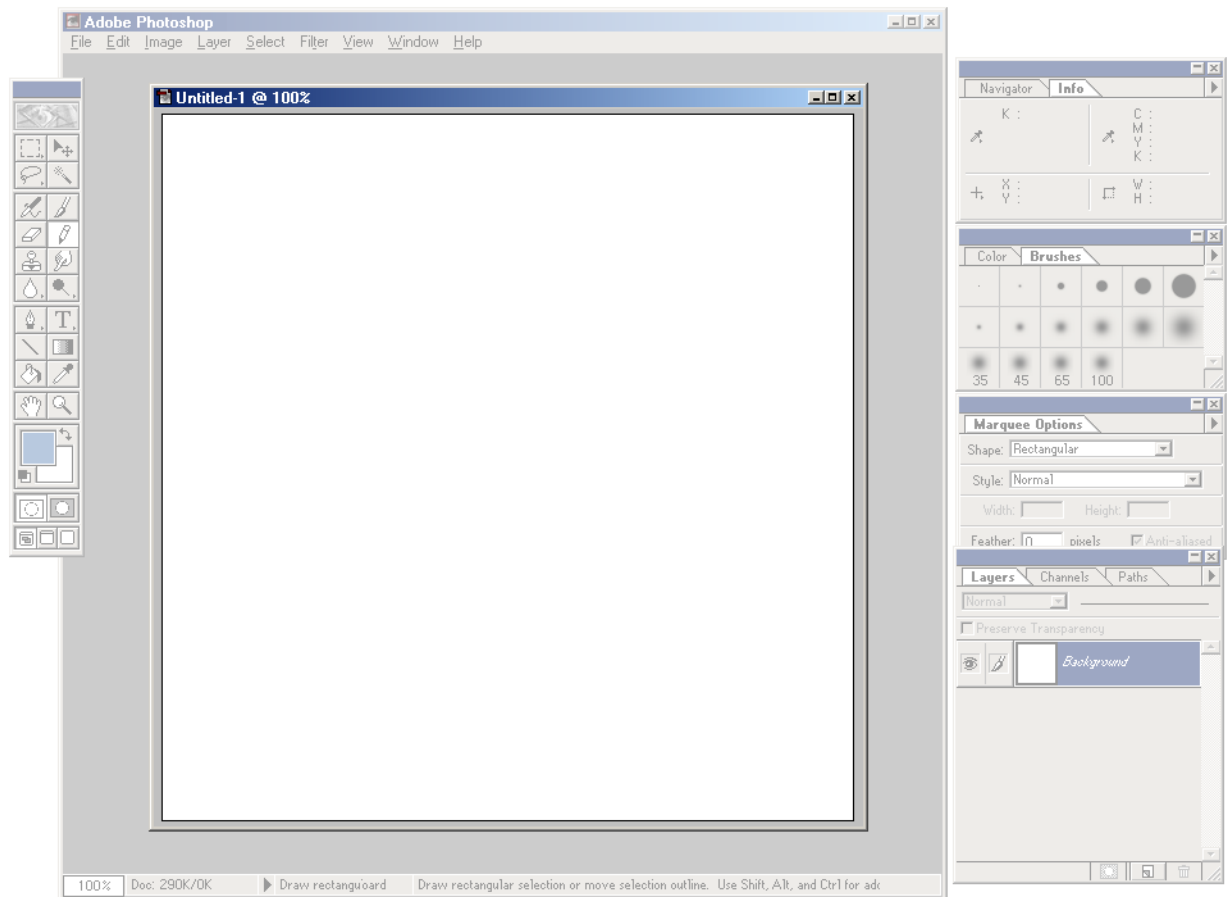 Adobe Photoshop
File Edit Image Layer Select Filter View Window Help
Untitled-1 @ 100%
T
Navigator Info
K : C :
M :
Y :
K :
X : W :
Y : H :
Color Brushes
35 45 65 100
Marquee Options
Shape: Rectangular
Style: Normal
Width: Height:
Feather: 0 pixels Anti-aliased
Layers Channels Paths
Normal
Preserve Transparency
Background
100% Doc: 290K/0K Draw rectanguioard Draw rectangular selection or move selection outline. Use Shift, Alt, and Ctrl for adc